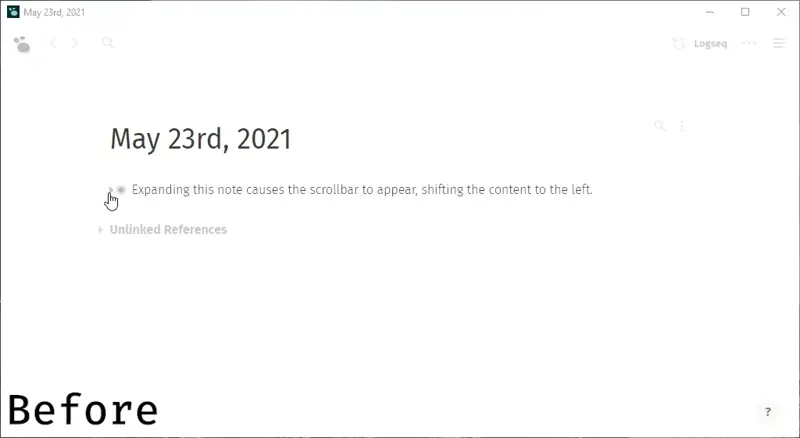 May 23rd, 2021
Logseq
May 23rd, 2021
Expanding this note causes the scrollbar to appear, shifting the content to the left.
Unlinked References
Before
?